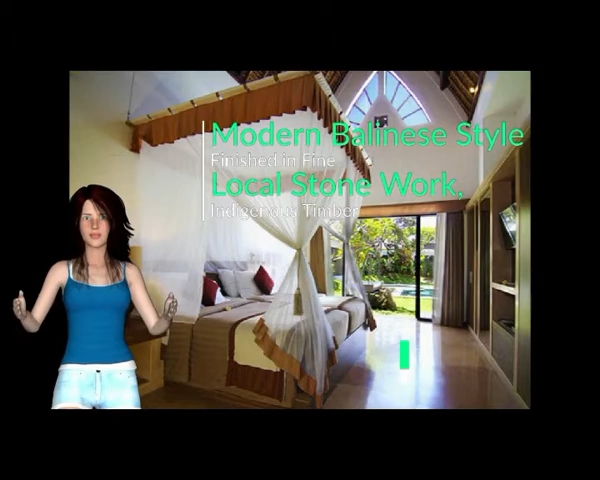 Modern Balinese Style
Finished in Fine
Local Stone Work,
Indigenous Timber